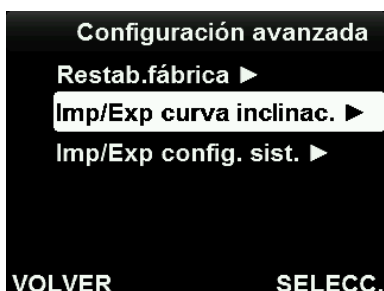 Configuración avanzada
Restab.fábrica ►
Imp/Exp curva inclinac. ►
Imp/Exp config. sist. ►
VOLVER SELECC.